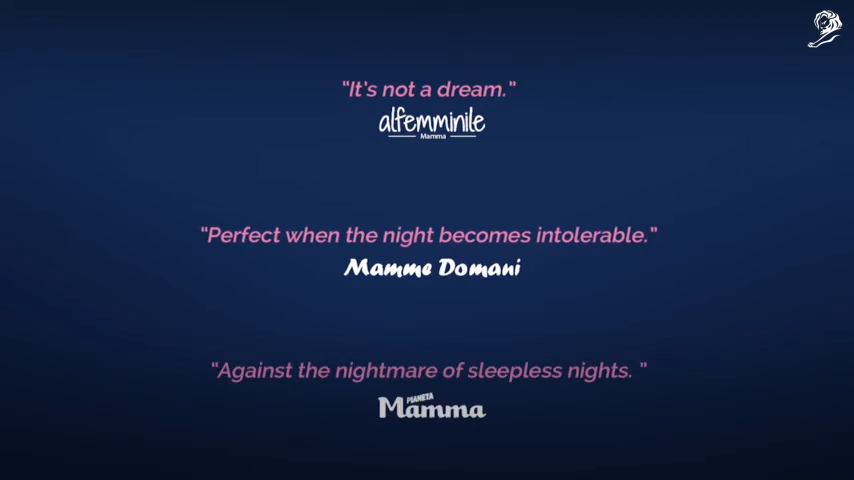 "It's not a dream."
alfemminile
Mamma
"Perfect when the night becomes intolerable."
Mamme Domani
"Against the nightmare of sleepless nights. "
PIANETA
Mamma